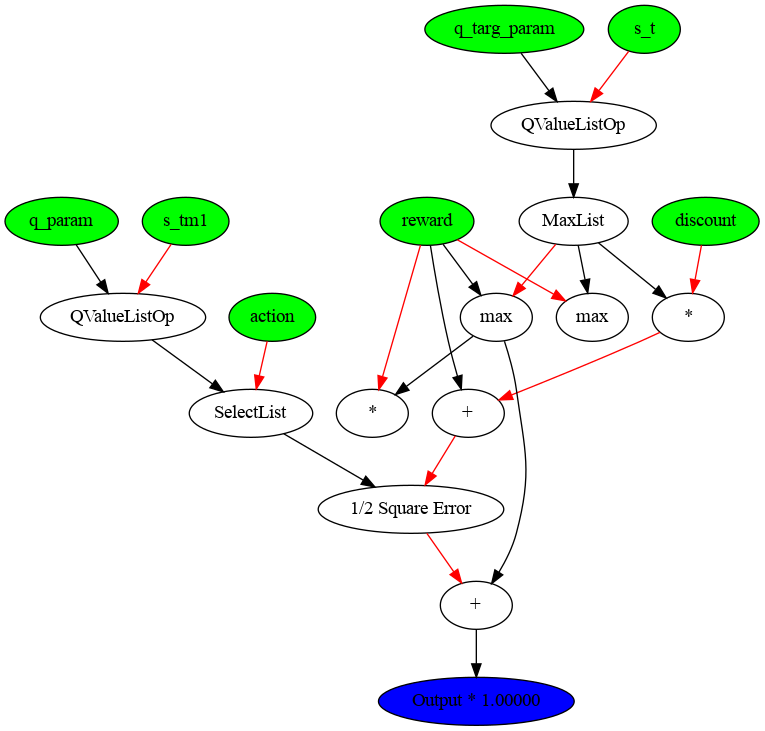 q_targ_param
s_t
QValueListOp
q_param
s_tm1
reward
MaxList
discount
QValueListOp
action
max
max
*
SelectList
*
+
1/2 Square Error
+
Output * 1.00000